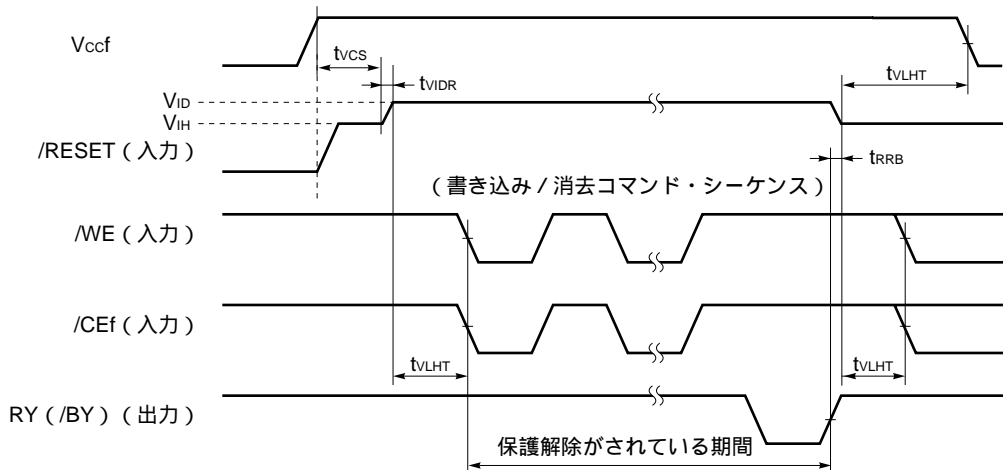 Vccf
tVCS
tVIDR
tVLHT
VID
VIH
/RESET（入力）
tRRB
（書き込み / 消去コマンド・シーケンス）
/WE（入力）
/CEf（入力）
tVLHT
tVLHT
RY (/BY)（出力）
保護解除がされている期間